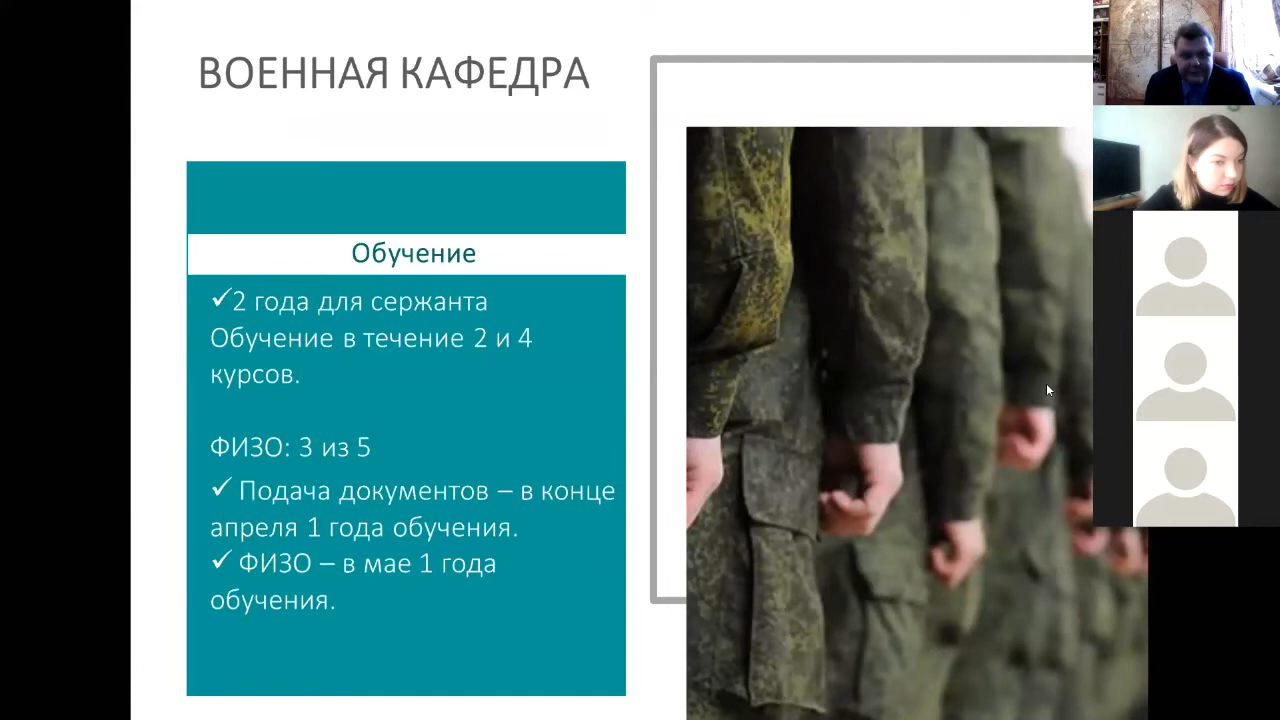 ВОЕННАЯ КАФЕДРА
Обучение
✓2 года для сержанта
Обучение в течение 2 и 4
курсов.
ФИЗО: 3 из 5
✓ Подача документов – в конце
апреля 1 года обучения.
✓ ФИЗО – в мае 1 года
обучения.